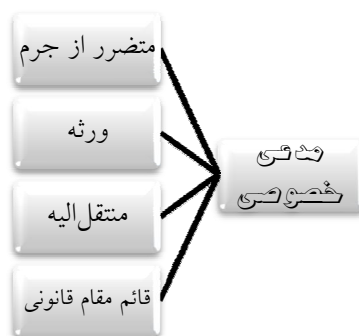 مدعی
خصوصی
متضرر از جرم
ورثه
منتقل‌الیه
قائم مقام قانونی